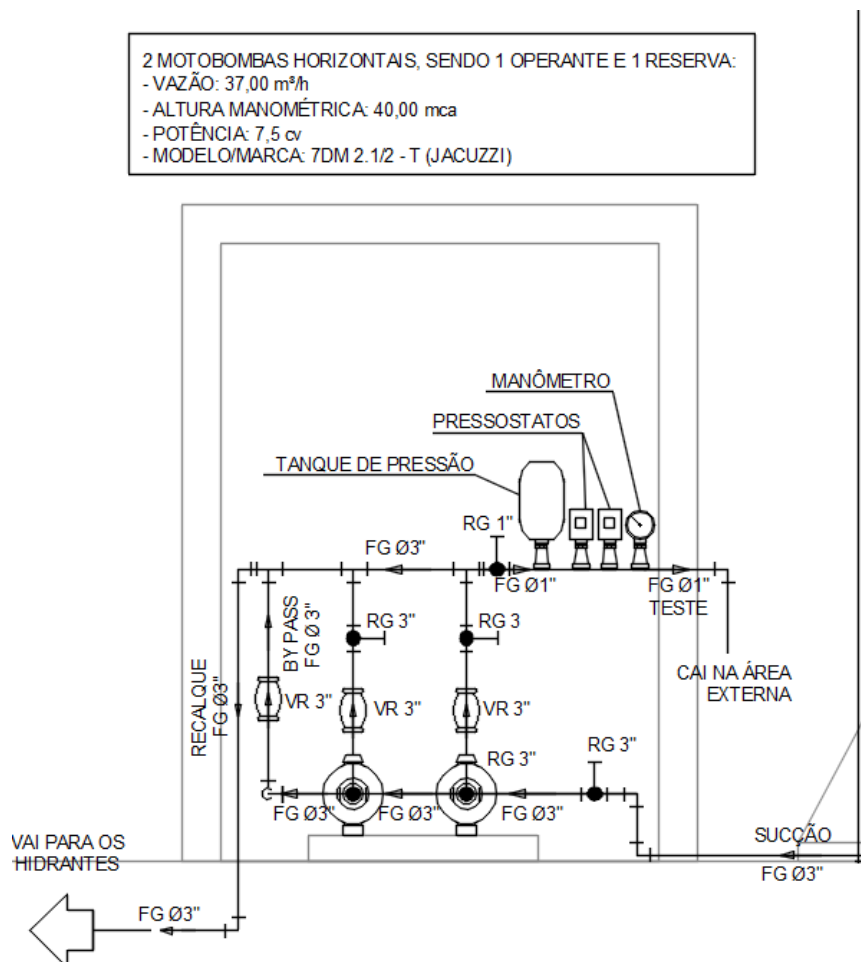 2 MOTOBOMBAS HORIZONTAIS, SENDO 1 OPERANTE E 1 RESERVA:
- VAZÃO: 37,00 m³/h
- ALTURA MANOMÉTRICA: 40,00 mca
- POTÊNCIA: 7,5 cv
- MODELO/MARCA: 7DM 2.1/2 - T (JACUZZI)
MANÔMETRO
PRESSOSTATOS
TANQUE DE PRESSÃO
RG 1"
FG Ø3"
FG Ø1"
FG Ø1"
TESTE
BY PASS
FG Ø 3"
RG 3"
RG 3
CAI NA ÁREA
EXTERNA
RECALQUE
FG Ø3"
VR 3"
VR 3"
VR 3"
RG 3"
RG 3"
FG Ø3"
FG Ø3"
FG Ø3"
SUCÇÃO
FG Ø3"
VAI PARA OS
HIDRANTES
FG Ø3"